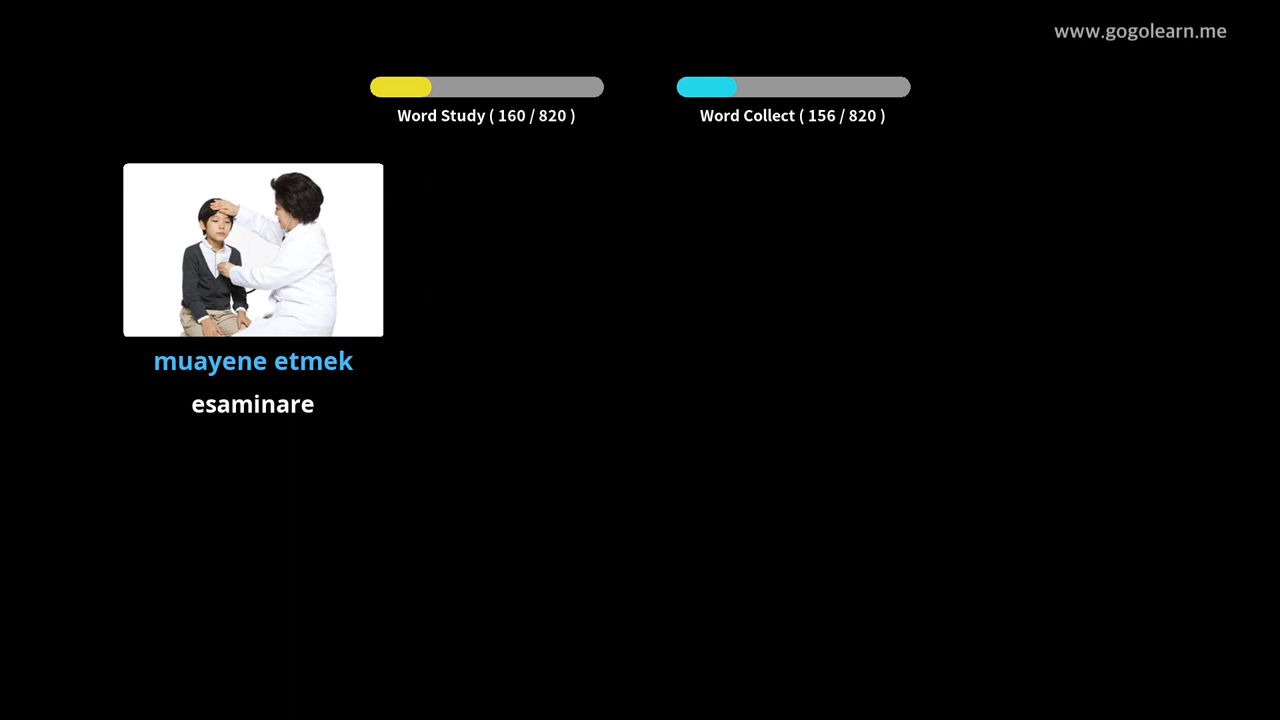 www.gogolearn.me
Word Study ( 160 / 820 )
Word Collect ( 156 / 820 )
muayene etmek
esaminare